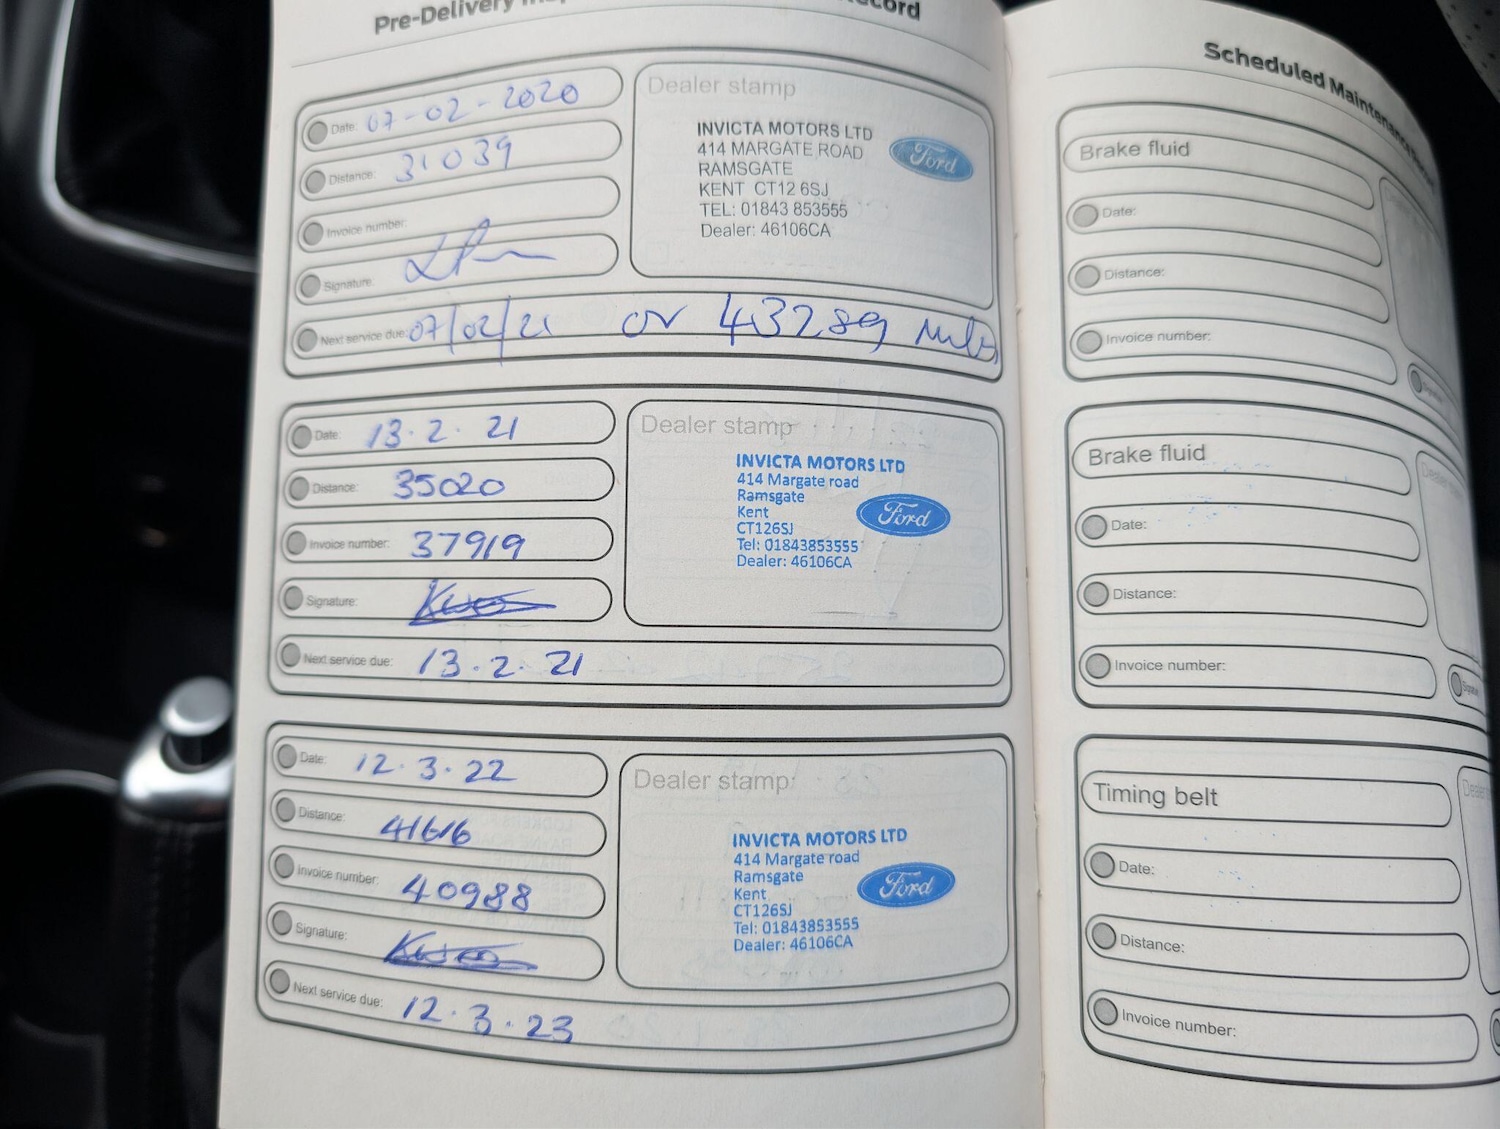 Pre-Delivery
Date: 07-02-2020
Distance: 31039
Invoice number:
Signature:
Next service due: 07/02/21 or 43289 miles
Dealer stamp
INVICTA MOTORS LTD
414 MARGATE ROAD
RAMSGATE
KENT CT12 6SJ
TEL: 01843 853555
Dealer: 46106CA
Ford
Date: 13.2.21
Distance: 35020
Invoice number: 37919
Signature:
Next service due: 13.2.21
Dealer stamp
INVICTA MOTORS LTD
414 Margate road
Ramsgate
Kent
CT126SJ
Tel: 01843853555
Dealer: 46106CA
Ford
Date: 12.3.22
Distance: 41616
Invoice number: 40988
Signature:
Next service due: 12.3.23
Dealer stamp
INVICTA MOTORS LTD
414 Margate road
Ramsgate
Kent
CT126SJ
Tel: 01843853555
Dealer: 46106CA
Ford
Scheduled Maintenance
Brake fluid
Date:
Distance:
Invoice number:
Brake fluid
Date:
Distance:
Invoice number:
Timing belt
Date:
Distance:
Invoice number: